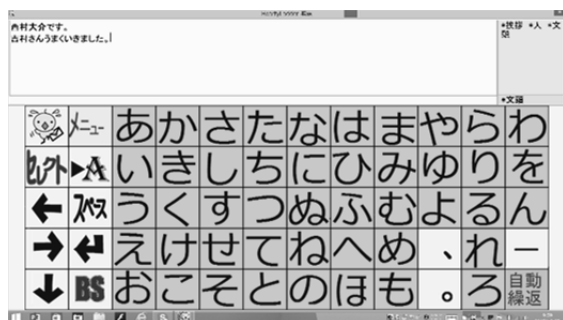 内村大介です。
古村さんうまくいきました。
•挨拶 •人 •文
•文頭
メニュー あ か さ た な は ま や ら わ
セレクト ▶A い き し ち に ひ み ゆ り を
← スペース う く す つ ぬ ふ む よ る ん
→ ↵ え け せ て ね へ め 、 れ ー
↓ BS お こ そ と の ほ も 。 ろ 自動繰返